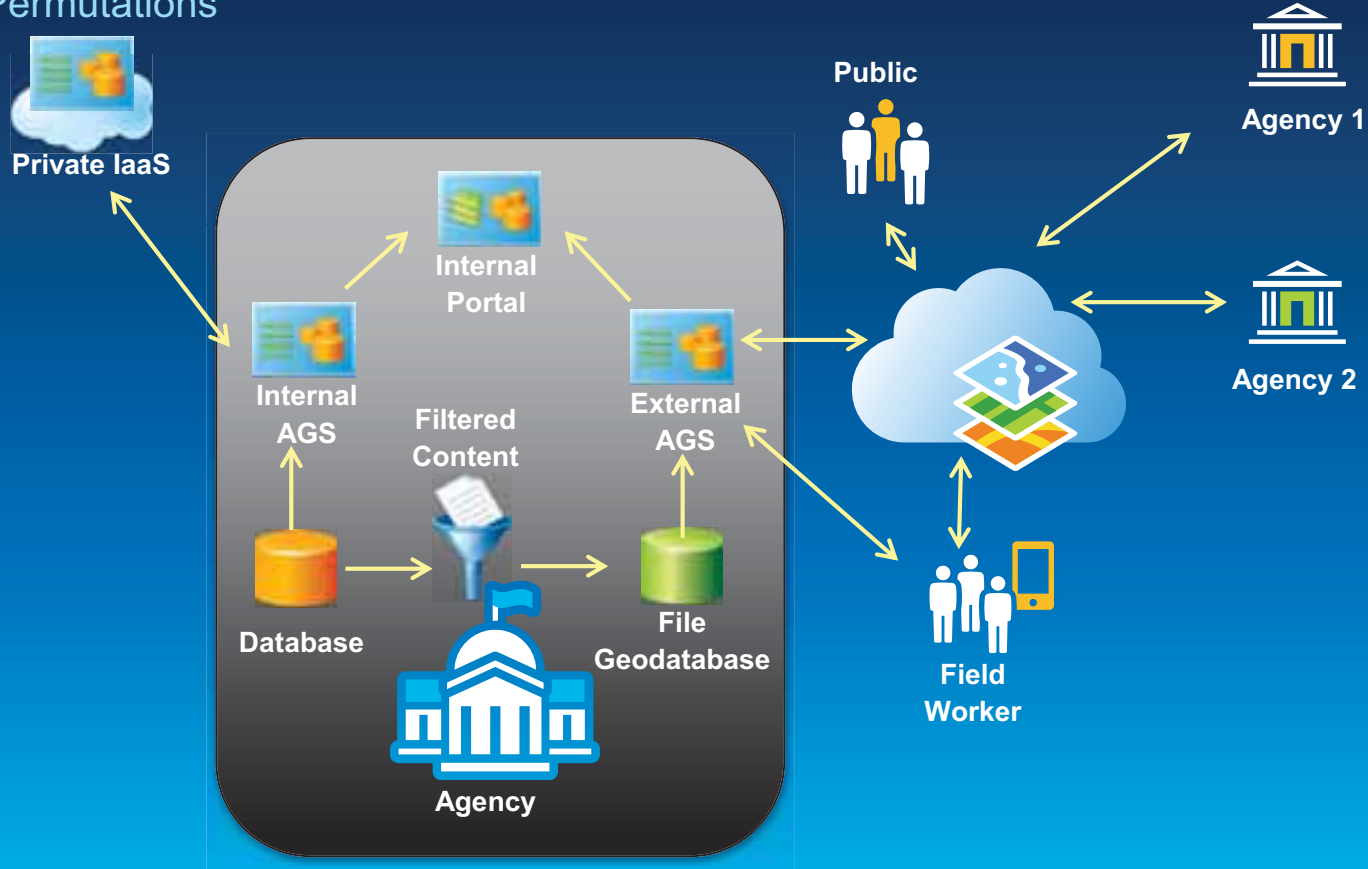 Permutations
Private IaaS
Public
Agency 1
Internal
Portal
Internal
AGS
Filtered
Content
External
AGS
Agency 2
Database
File
Geodatabase
Field
Worker
Agency